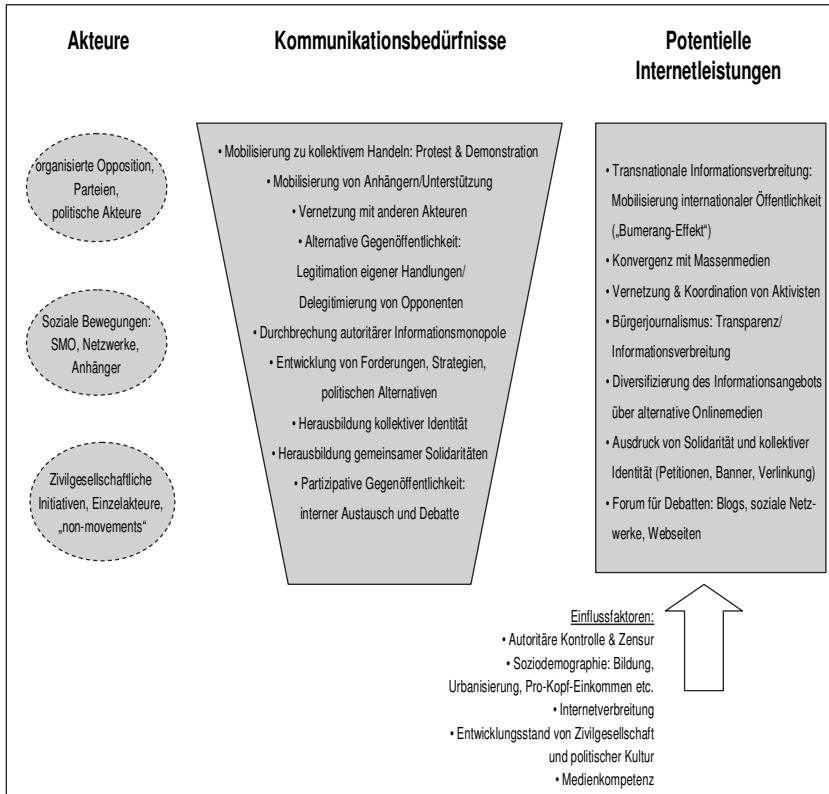 Akteure
Kommunikationsbedürfnisse
Potentielle
Internetleistungen
organisierte Opposition,
Parteien,
politische Akteure
Soziale Bewegungen:
SMO, Netzwerke,
Anhänger
Zivilgesellschaftliche
Initiativen, Einzelakteure,
„non-movements“
• Mobilisierung zu kollektivem Handeln: Protest & Demonstration
• Mobilisierung von Anhängern/Unterstützung
• Vernetzung mit anderen Akteuren
• Alternative Gegenöffentlichkeit:
Legitimation eigener Handlungen/
Delegitimierung von Opponenten
• Durchbrechung autoritärer Informationsmonopole
• Entwicklung von Forderungen, Strategien,
politischen Alternativen
• Herausbildung kollektiver Identität
• Herausbildung gemeinsamer Solidaritäten
• Partizipative Gegenöffentlichkeit:
interner Austausch und Debatte
• Transnationale Informationsverbreitung:
Mobilisierung internationaler Öffentlichkeit
(„Bumerang-Effekt“)
• Konvergenz mit Massenmedien
• Vernetzung & Koordination von Aktivisten
• Bürgerjournalismus: Transparenz/
Informationsverbreitung
• Diversifizierung des Informationsangebots
über alternative Onlinemedien
• Ausdruck von Solidarität und kollektiver
Identität (Petitionen, Banner, Verlinkung)
• Forum für Debatten: Blogs, soziale Netz-
werke, Webseiten
Einflussfaktoren:
• Autoritäre Kontrolle & Zensur
• Soziodemographie: Bildung,
Urbanisierung, Pro-Kopf-Einkommen etc.
• Internetverbreitung
• Entwicklungsstand von Zivilgesellschaft
und politischer Kultur
• Medienkompetenz